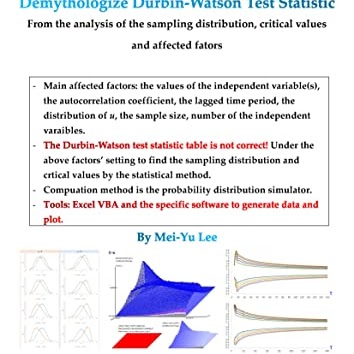 Demythologize Durbin-Watson Test Statistic
From the analysis of the sampling distribution, critical values
and affected fators
- Main affected factors: the values of the independent variable(s),
the autocorrelation coefficient, the lagged time period, the
distribution of u, the sample size, number of the independent
varaibles.
- The Durbin-Watson test statistic table is not correct! Under the
above factors' setting to find the sampling distribution and
crtical values by the statistical method.
- Compuation method is the probability distribution simulator.
- Tools: Excel VBA and the specific software to generate data and
plot.
By Mei-Yu Lee